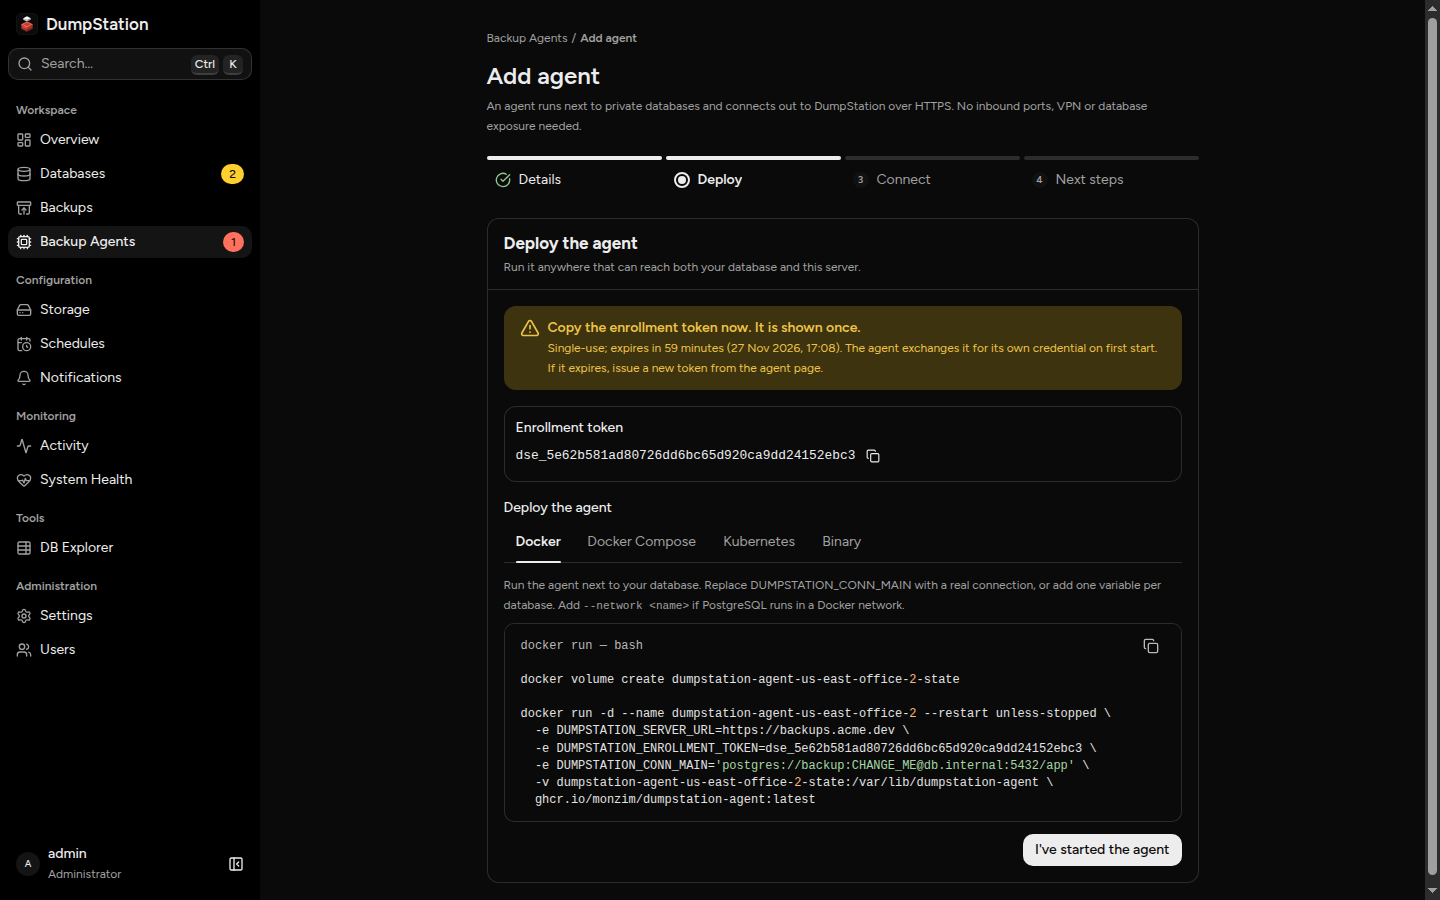 DumpStation
Search...
Ctrl K
Workspace
Overview
Databases 2
Backups
Backup Agents 1
Configuration
Storage
Schedules
Notifications
Monitoring
Activity
System Health
Tools
DB Explorer
Administration
Settings
Users
A
admin
Administrator
Backup Agents / Add agent
Add agent
An agent runs next to private databases and connects out to DumpStation over HTTPS. No inbound ports, VPN or database
exposure needed.
Details
Deploy
3 Connect
4 Next steps
Deploy the agent
Run it anywhere that can reach both your database and this server.
Copy the enrollment token now. It is shown once.
Single-use; expires in 59 minutes (27 Nov 2026, 17:08). The agent exchanges it for its own credential on first start.
If it expires, issue a new token from the agent page.
Enrollment token
dse_5e62b581ad80726dd6bc65d920ca9dd24152ebc3
Deploy the agent
Docker Docker Compose Kubernetes Binary
Run the agent next to your database. Replace DUMPSTATION_CONN_MAIN with a real connection, or add one variable per
database. Add --network <name> if PostgreSQL runs in a Docker network.
docker run — bash
docker volume create dumpstation-agent-us-east-office-2-state
docker run -d --name dumpstation-agent-us-east-office-2 --restart unless-stopped \
-e DUMPSTATION_SERVER_URL=https://backups.acme.dev \
-e DUMPSTATION_ENROLLMENT_TOKEN=dse_5e62b581ad80726dd6bc65d920ca9dd24152ebc3 \
-e DUMPSTATION_CONN_MAIN='postgres://backup:CHANGE_ME@db.internal:5432/app' \
-v dumpstation-agent-us-east-office-2-state:/var/lib/dumpstation-agent \
ghcr.io/monzim/dumpstation-agent:latest
I've started the agent